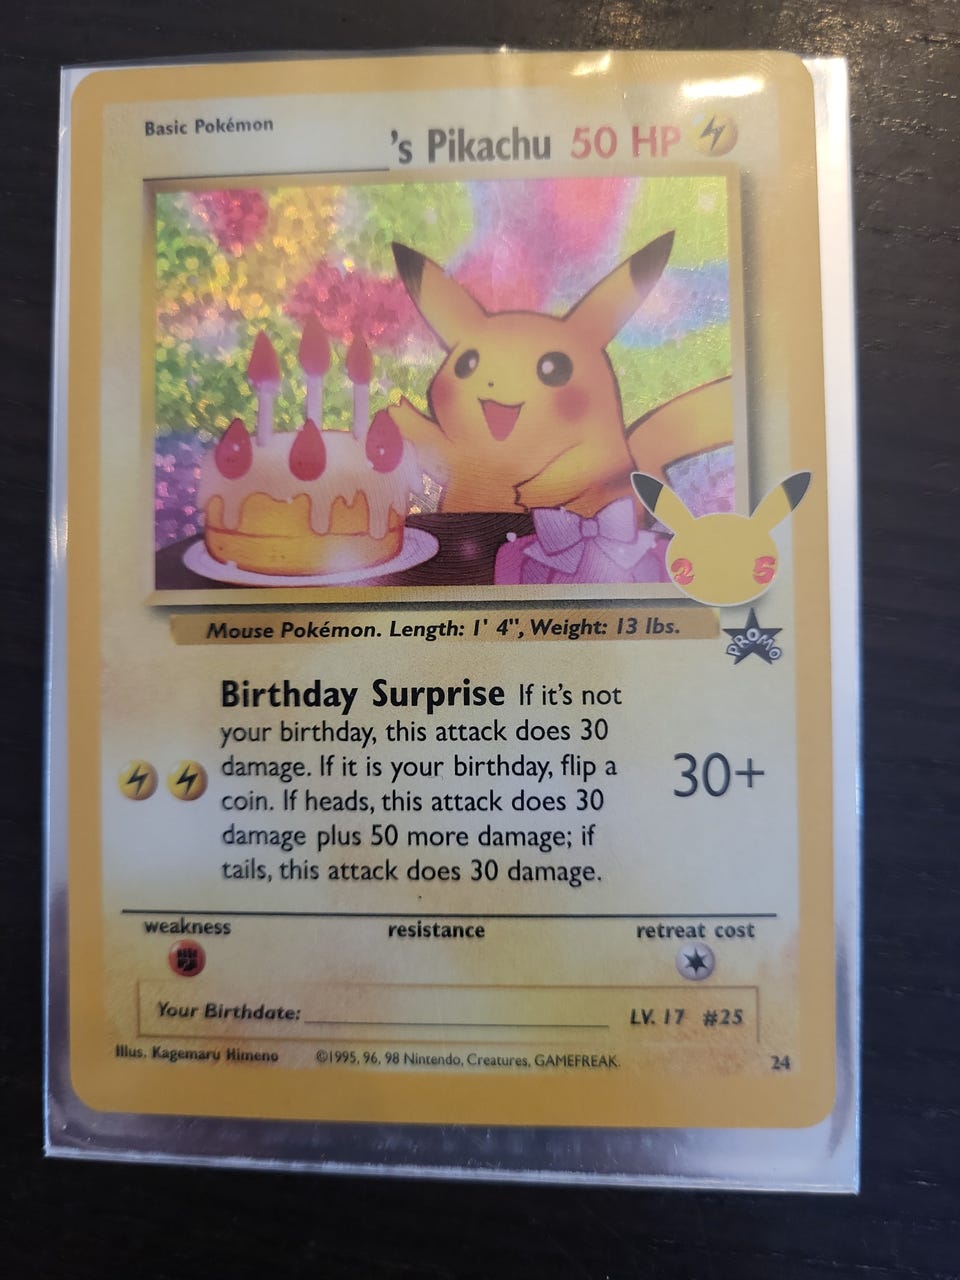 Basic Pokémon
's Pikachu 50 HP
25
Mouse Pokémon. Length: 1' 4", Weight: 13 lbs.
PROMO
Birthday Surprise If it's not
your birthday, this attack does 30
damage. If it is your birthday, flip a
coin. If heads, this attack does 30
damage plus 50 more damage; if
tails, this attack does 30 damage.
30+
weakness resistance retreat cost
Your Birthdate: LV. 17 #25
Illus. Kagemaru Himeno ©1995, 96, 98 Nintendo, Creatures, GAMEFREAK. 24